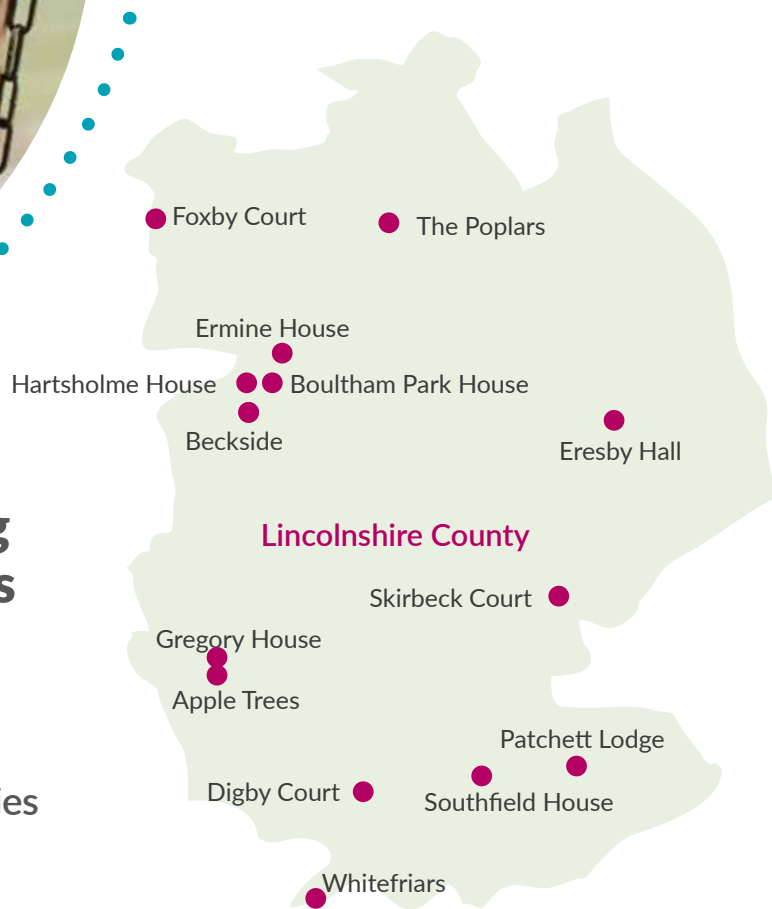 Foxby Court
The Poplars
Ermine House
Hartsholme House
Boultham Park House
Beckside
Eresby Hall
Lincolnshire County
Skirbeck Court
Gregory House
Apple Trees
Patchett Lodge
Digby Court
Southfield House
Whitefriars